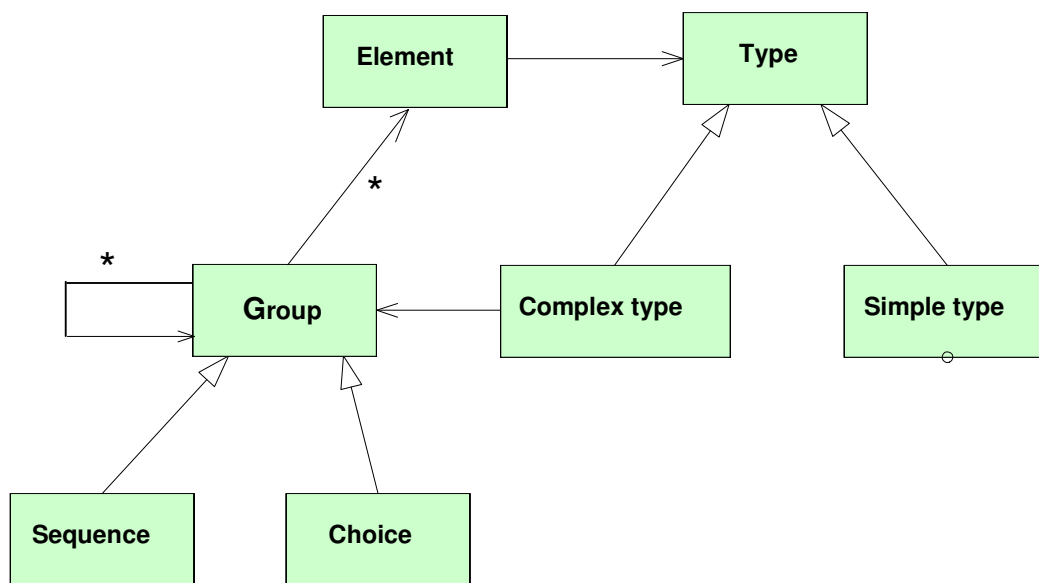 Element
Type
*
*
Group
Complex type
Simple type
Sequence
Choice